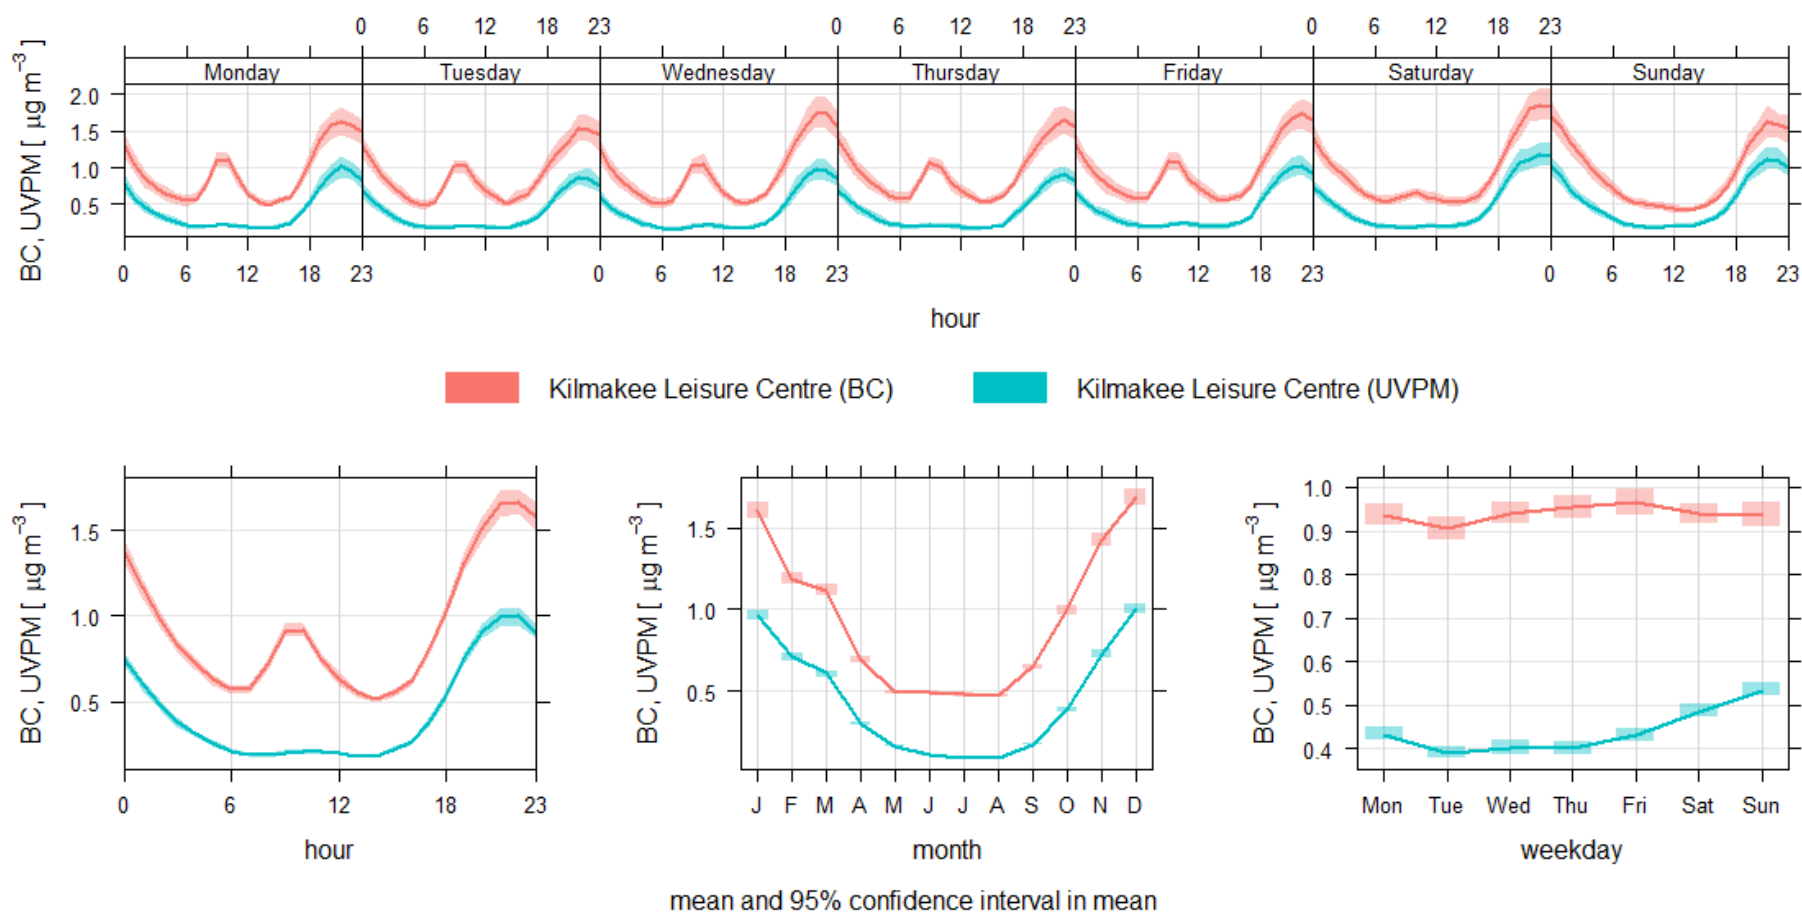 0 6 12 18 23 0 6 12 18 23 0 6 12 18 23
Monday Tuesday Wednesday Thursday Friday Saturday Sunday
BC, UVPM [ μg m⁻³ ]
2.0
1.5
1.0
0.5
0 6 12 18 23 0 6 12 18 23 0 6 12 18 23 0 6 12 18 23
hour
Kilmakee Leisure Centre (BC) Kilmakee Leisure Centre (UVPM)
BC, UVPM [ μg m⁻³ ]
1.5
1.0
0.5
0 6 12 18 23
hour
BC, UVPM [ μg m⁻³ ]
1.5
1.0
0.5
J F M A M J J A S O N D
month
BC, UVPM [ μg m⁻³ ]
1.0
0.9
0.8
0.7
0.6
0.5
0.4
Mon Tue Wed Thu Fri Sat Sun
weekday
mean and 95% confidence interval in mean